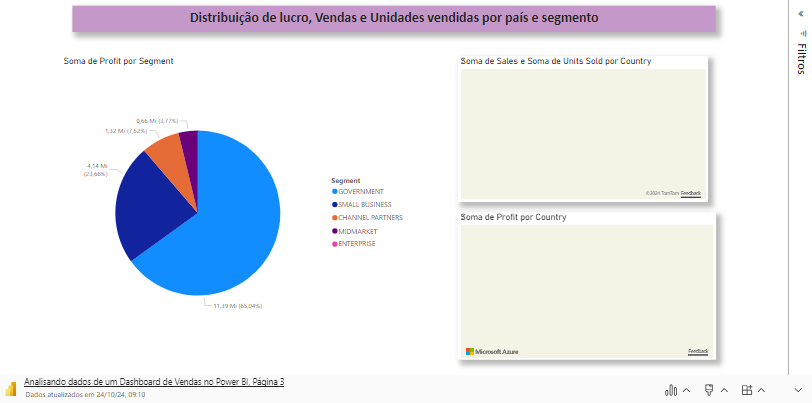 Distribuição de lucro, Vendas e Unidades vendidas por país e segmento
Soma de Profit por Segment
0,66 Mi (3,77%)
1,32 Mi (7,52%)
4,14 Mi
(23,66%)
11,39 Mi (65,04%)
Segment
GOVERNMENT
SMALL BUSINESS
CHANNEL PARTNERS
MIDMARKET
ENTERPRISE
Soma de Sales e Soma de Units Sold por Country
©2024 TomTom Feedback
Soma de Profit por Country
Microsoft Azure
Feedback
Filtros
Analisando dados de um Dashboard de Vendas no Power BI, Página 3
Dados atualizados em 24/10/24, 09:10